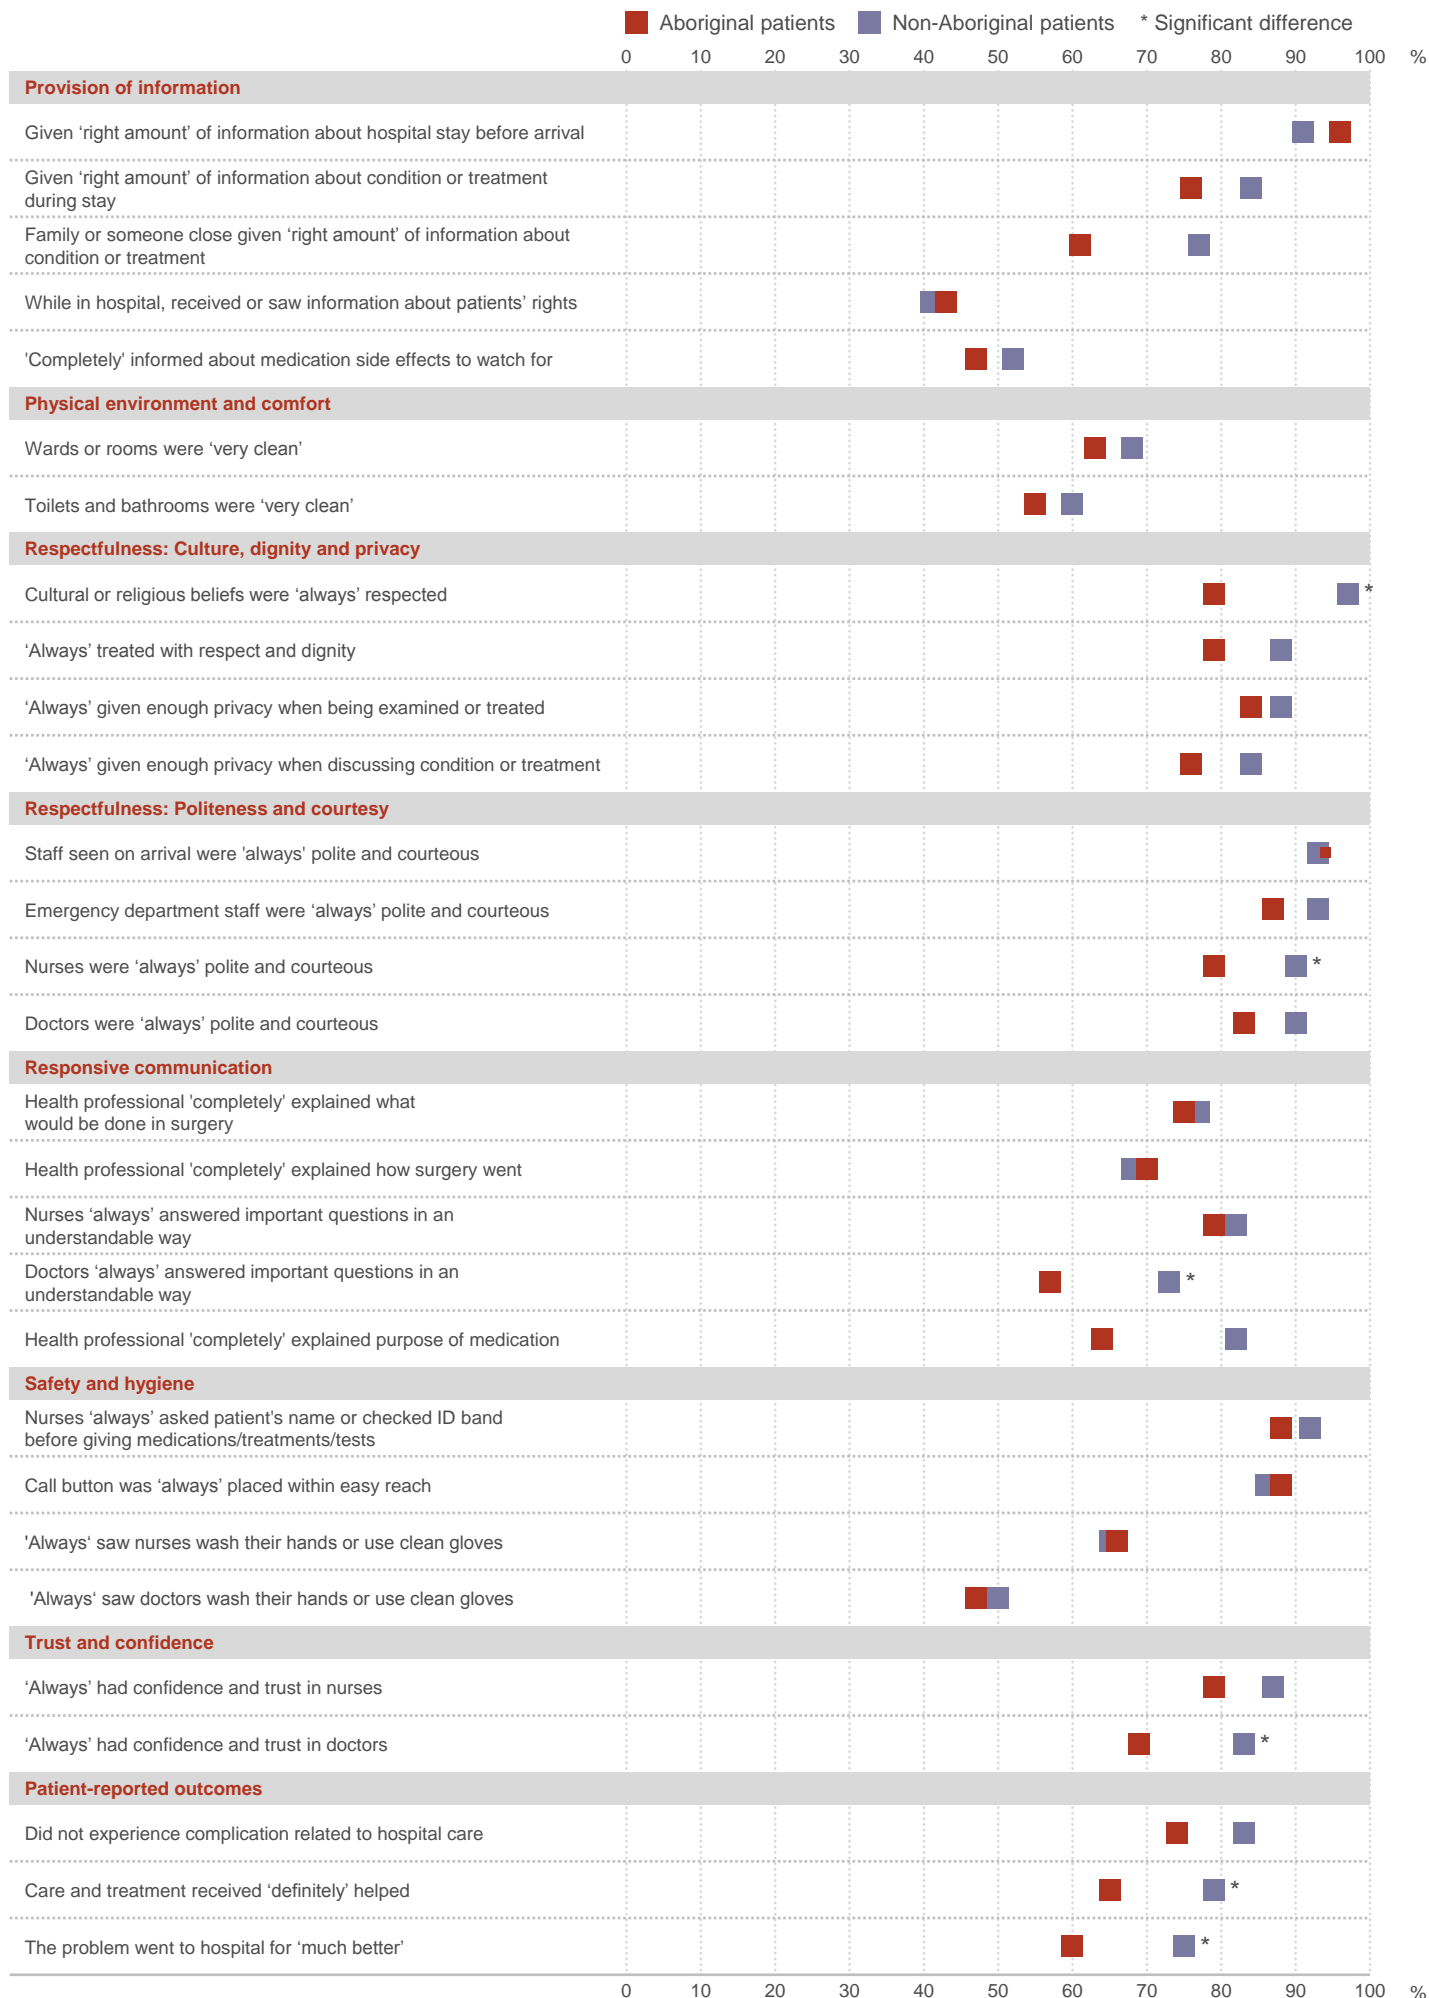 Aboriginal patients Non-Aboriginal patients * Significant difference
0 10 20 30 40 50 60 70 80 90 100 %
Provision of information
Given ‘right amount’ of information about hospital stay before arrival
Given ‘right amount’ of information about condition or treatment
during stay
Family or someone close given ‘right amount’ of information about
condition or treatment
While in hospital, received or saw information about patients’ rights
'Completely' informed about medication side effects to watch for
Physical environment and comfort
Wards or rooms were ‘very clean’
Toilets and bathrooms were ‘very clean’
Respectfulness: Culture, dignity and privacy
Cultural or religious beliefs were ‘always’ respected *
‘Always’ treated with respect and dignity
‘Always’ given enough privacy when being examined or treated
‘Always’ given enough privacy when discussing condition or treatment
Respectfulness: Politeness and courtesy
Staff seen on arrival were 'always' polite and courteous
Emergency department staff were ‘always’ polite and courteous
Nurses were ‘always’ polite and courteous *
Doctors were ‘always’ polite and courteous
Responsive communication
Health professional 'completely' explained what
would be done in surgery
Health professional 'completely' explained how surgery went
Nurses ‘always’ answered important questions in an
understandable way
Doctors ‘always’ answered important questions in an
understandable way *
Health professional 'completely' explained purpose of medication
Safety and hygiene
Nurses ‘always’ asked patient's name or checked ID band
before giving medications/treatments/tests
Call button was ‘always’ placed within easy reach
'Always‘ saw nurses wash their hands or use clean gloves
'Always‘ saw doctors wash their hands or use clean gloves
Trust and confidence
‘Always’ had confidence and trust in nurses
‘Always’ had confidence and trust in doctors *
Patient-reported outcomes
Did not experience complication related to hospital care
Care and treatment received ‘definitely’ helped *
The problem went to hospital for ‘much better’ *
0 10 20 30 40 50 60 70 80 90 100 %